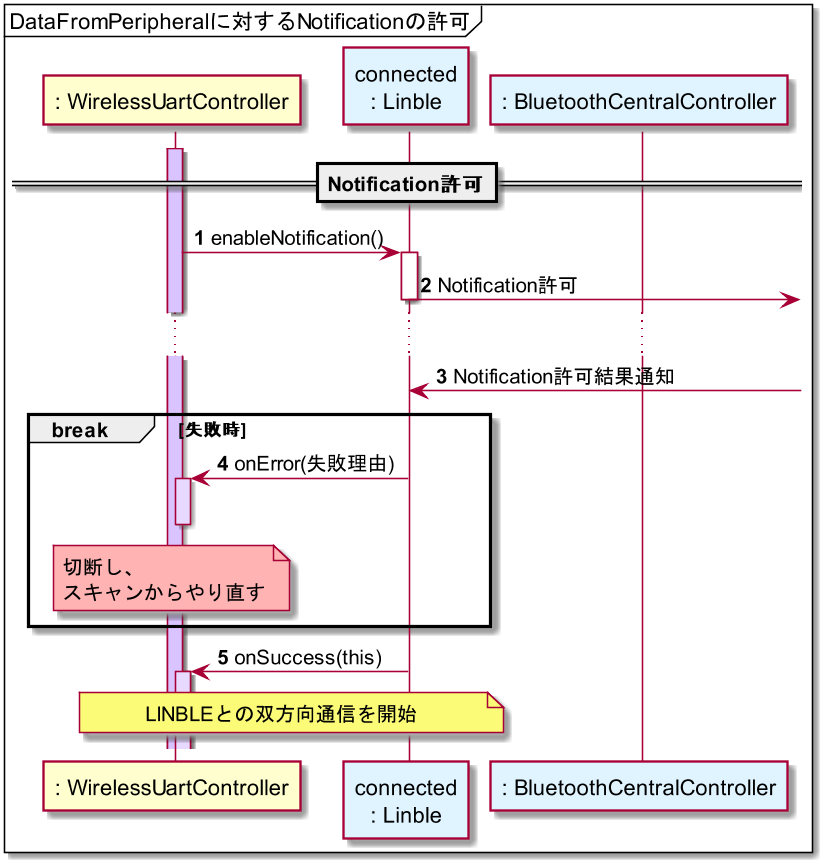 DataFromPeripheralに対するNotificationの許可
: WirelessUartController
connected
: Linble
: BluetoothCentralController
Notification許可
1 enableNotification()
2 Notification許可
3 Notification許可結果通知
break
[失敗時]
4 onError(失敗理由)
切断し、
スキャンからやり直す
5 onSuccess(this)
LINBLEとの双方向通信を開始
: WirelessUartController
connected
: Linble
: BluetoothCentralController